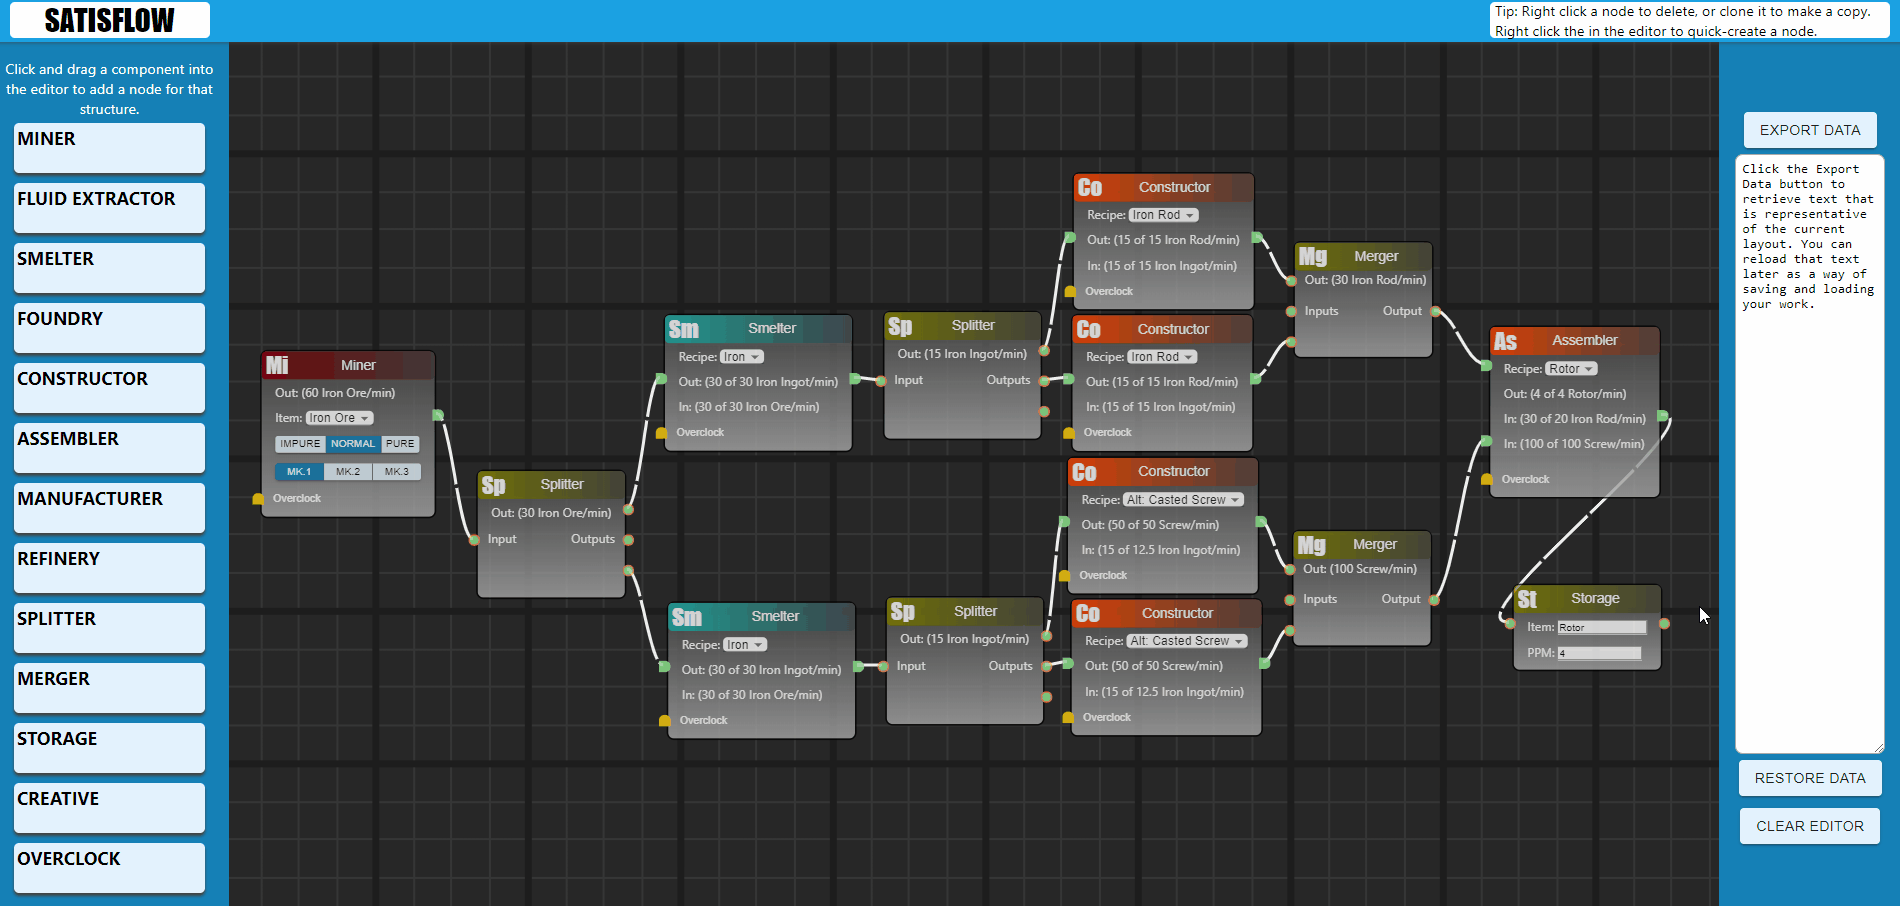 SATISFLOW
Tip: Right click a node to delete, or clone it to make a copy.
Right click the in the editor to quick-create a node.
Click and drag a component into
the editor to add a node for that
structure.
MINER
FLUID EXTRACTOR
SMELTER
FOUNDRY
CONSTRUCTOR
ASSEMBLER
MANUFACTURER
REFINERY
SPLITTER
MERGER
STORAGE
CREATIVE
OVERCLOCK
Mi Miner
Out: (60 Iron Ore/min)
Item: Iron Ore
IMPURE NORMAL PURE
MK.1 MK.2 MK.3
Overclock
Sp Splitter
Out: (30 Iron Ore/min)
Input Outputs
Sm Smelter
Recipe: Iron
Out: (30 of 30 Iron Ingot/min)
In: (30 of 30 Iron Ore/min)
Overclock
Sm Smelter
Recipe: Iron
Out: (30 of 30 Iron Ingot/min)
In: (30 of 30 Iron Ore/min)
Overclock
Sp Splitter
Out: (15 Iron Ingot/min)
Input Outputs
Sp Splitter
Out: (15 Iron Ingot/min)
Input Outputs
Co Constructor
Recipe: Iron Rod
Out: (15 of 15 Iron Rod/min)
In: (15 of 15 Iron Ingot/min)
Overclock
Co Constructor
Recipe: Iron Rod
Out: (15 of 15 Iron Rod/min)
In: (15 of 15 Iron Ingot/min)
Overclock
Co Constructor
Recipe: Alt: Casted Screw
Out: (50 of 50 Screw/min)
In: (15 of 12.5 Iron Ingot/min)
Overclock
Co Constructor
Recipe: Alt: Casted Screw
Out: (50 of 50 Screw/min)
In: (15 of 12.5 Iron Ingot/min)
Overclock
Mg Merger
Out: (30 Iron Rod/min)
Inputs Output
Mg Merger
Out: (100 Screw/min)
Inputs Output
As Assembler
Recipe: Rotor
Out: (4 of 4 Rotor/min)
In: (30 of 20 Iron Rod/min)
In: (100 of 100 Screw/min)
Overclock
St Storage
Item: Rotor
PPM: 4
EXPORT DATA
Click the Export
Data button to
retrieve text that
is representative
of the current
layout. You can
reload that text
later as a way of
saving and loading
your work.
RESTORE DATA
CLEAR EDITOR